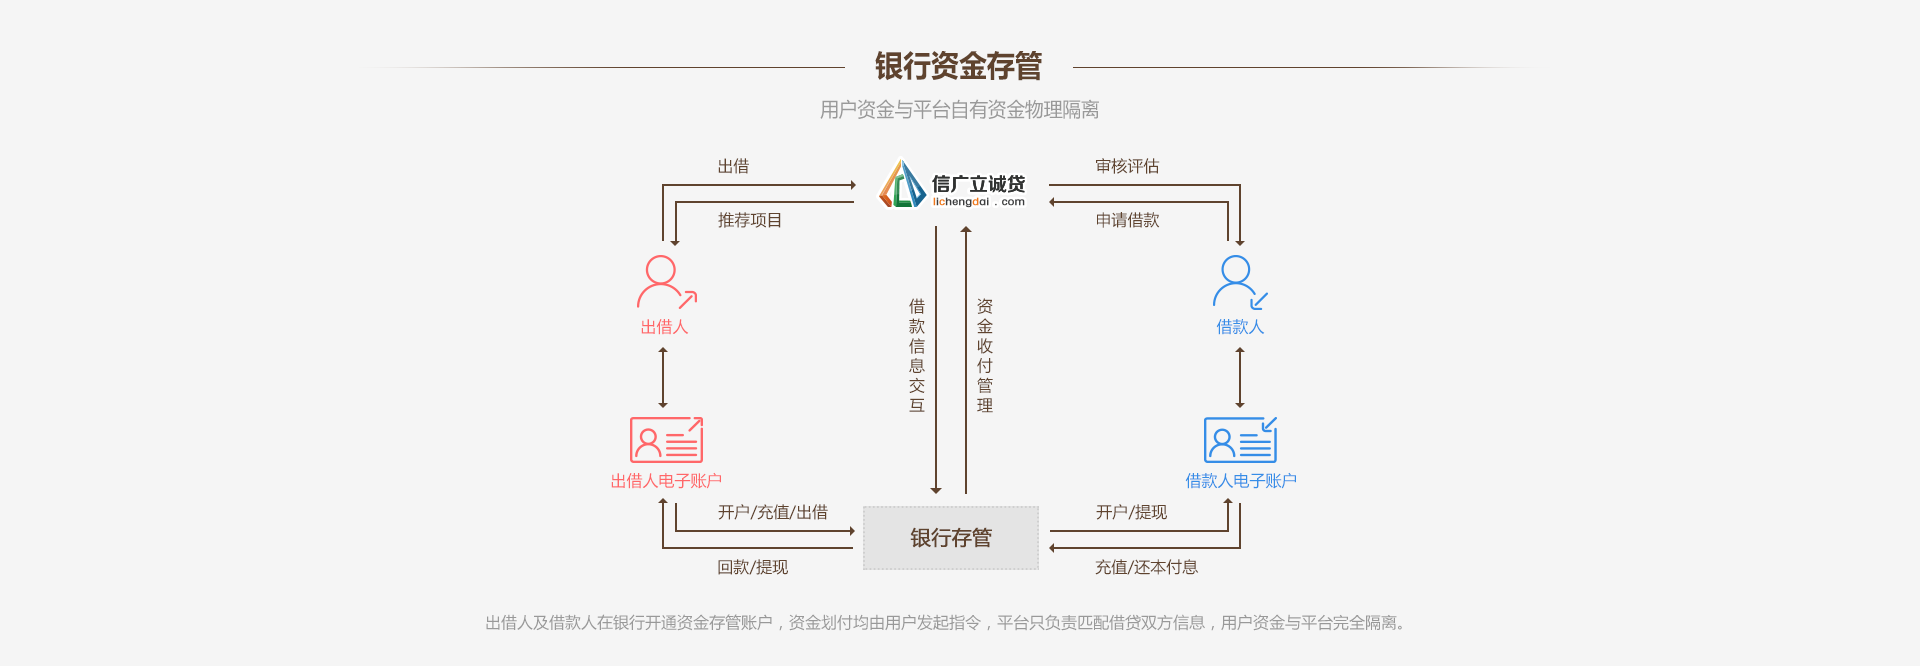 银行资金存管
用户资金与平台自有资金物理隔离
出借
审核评估
信广立诚贷
lichengdai . com
推荐项目
申请借款
借款信息交互
资金收付管理
出借人
借款人
出借人电子账户
借款人电子账户
开户/充值/出借
开户/提现
银行存管
回款/提现
充值/还本付息
出借人及借款人在银行开通资金存管账户，资金划付均由用户发起指令，平台只负责匹配借贷双方信息，用户资金与平台完全隔离。